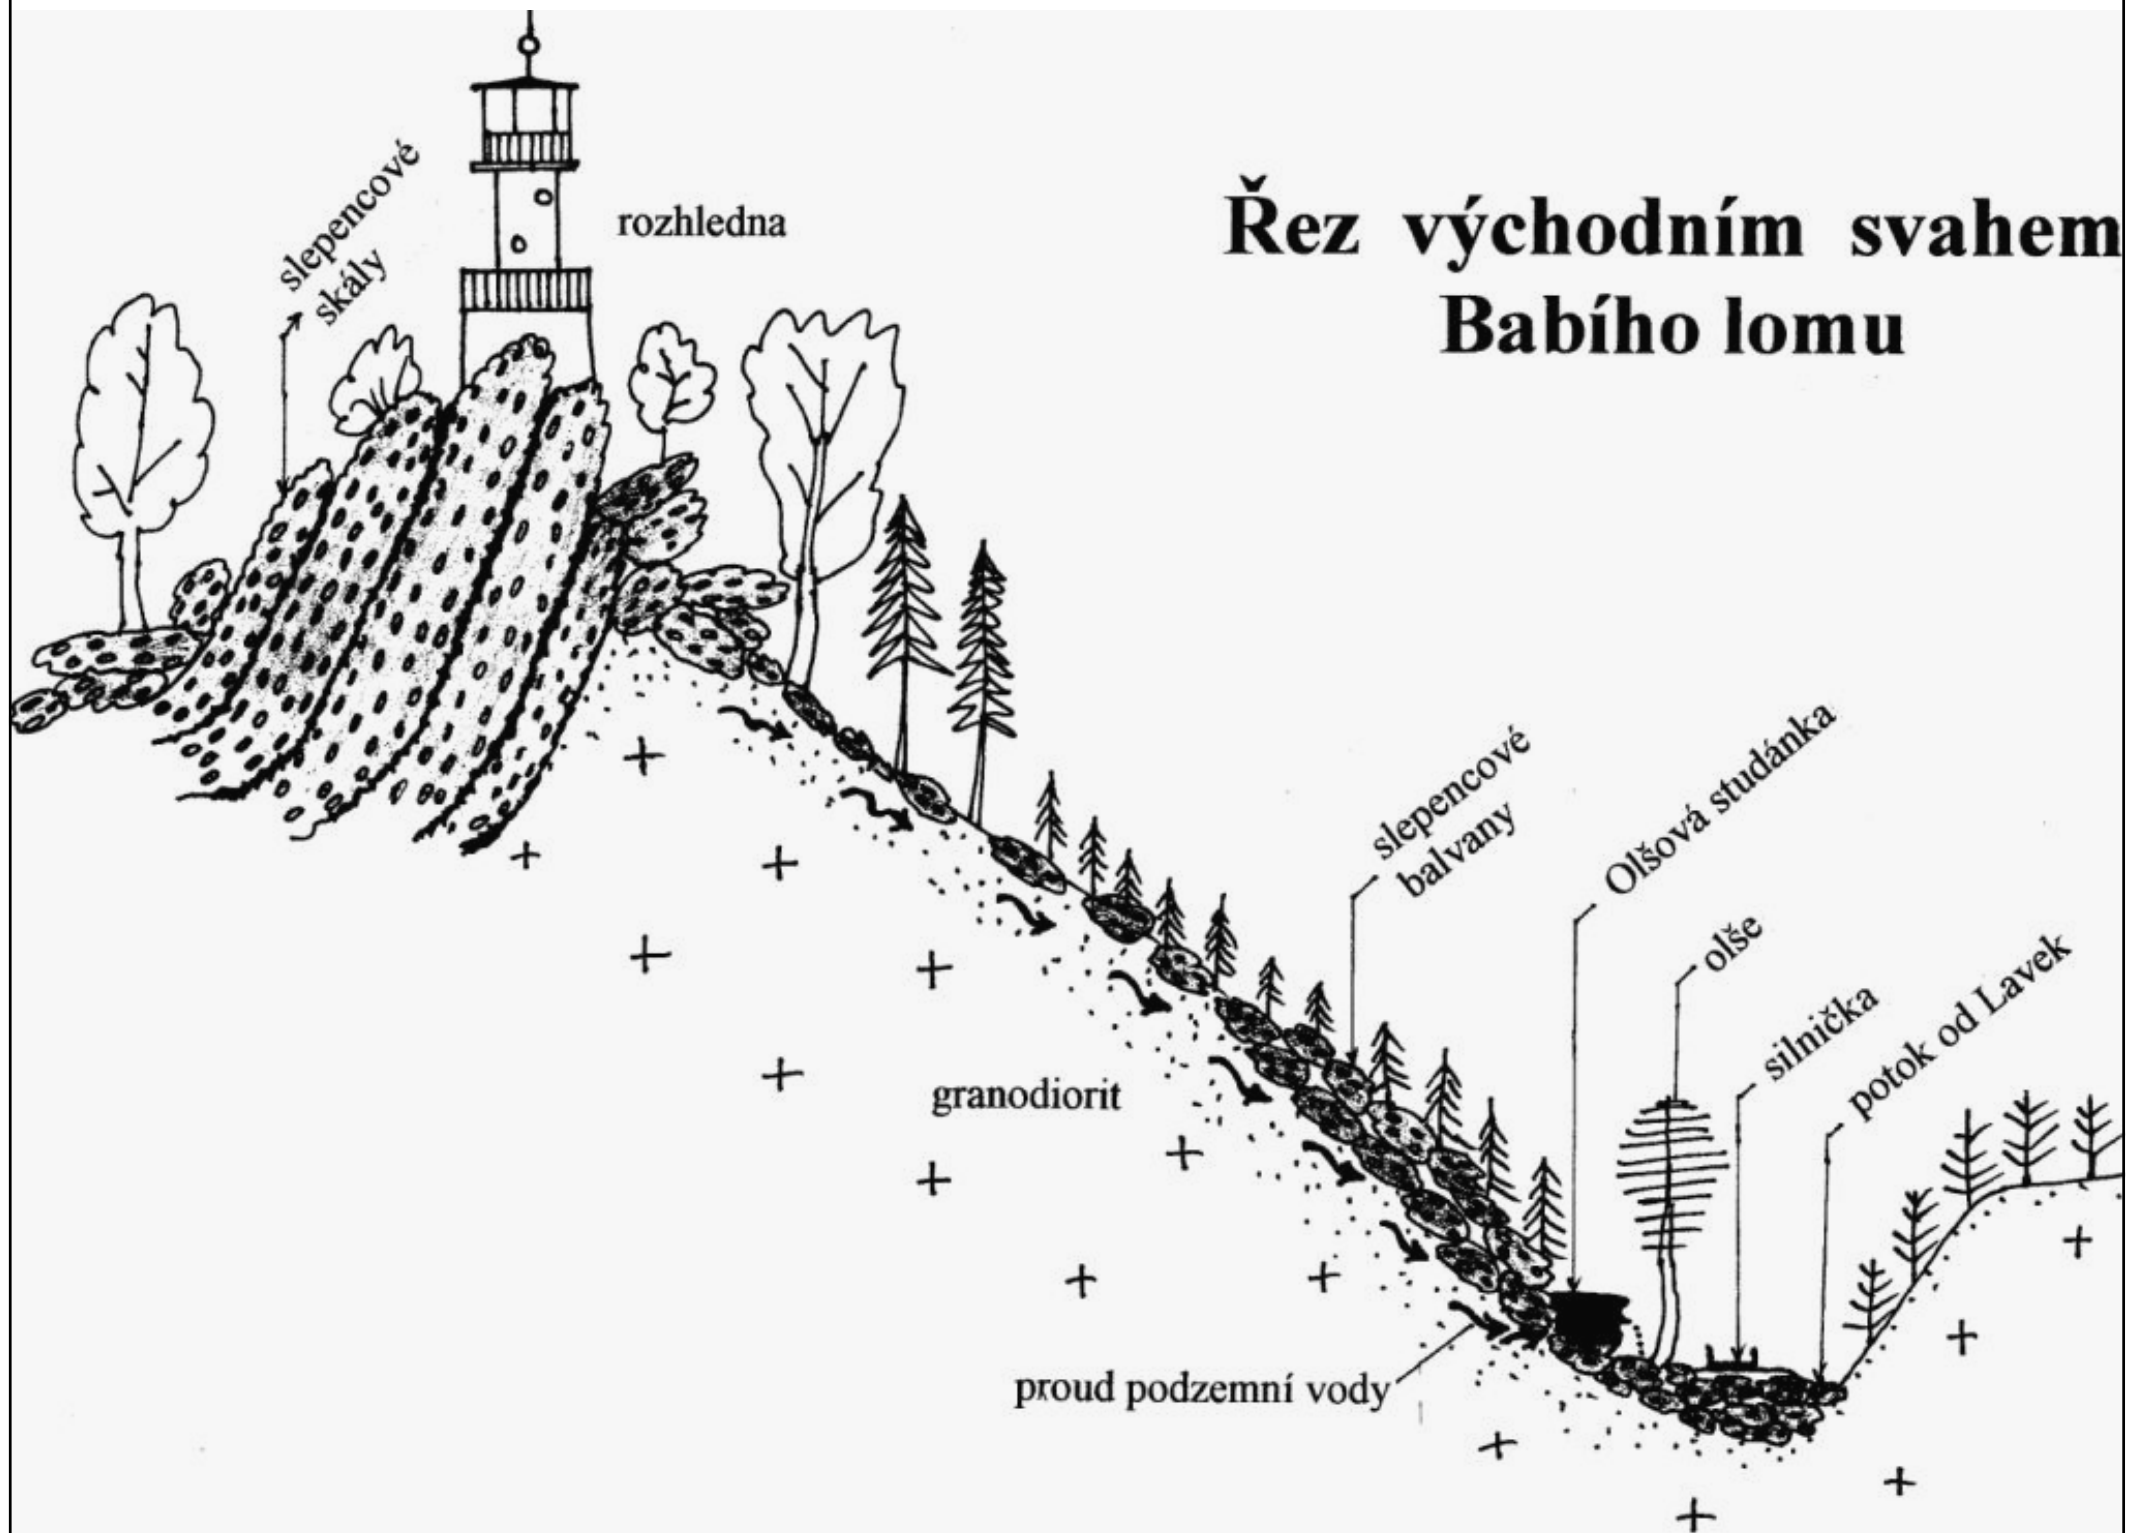 Řez východním svahem
Babího lomu
slepencové
skály
rozhledna
slepencové
balvany
Olšová studánka
olše
silnička
potok od Lavek
granodiorit
proud podzemní vody